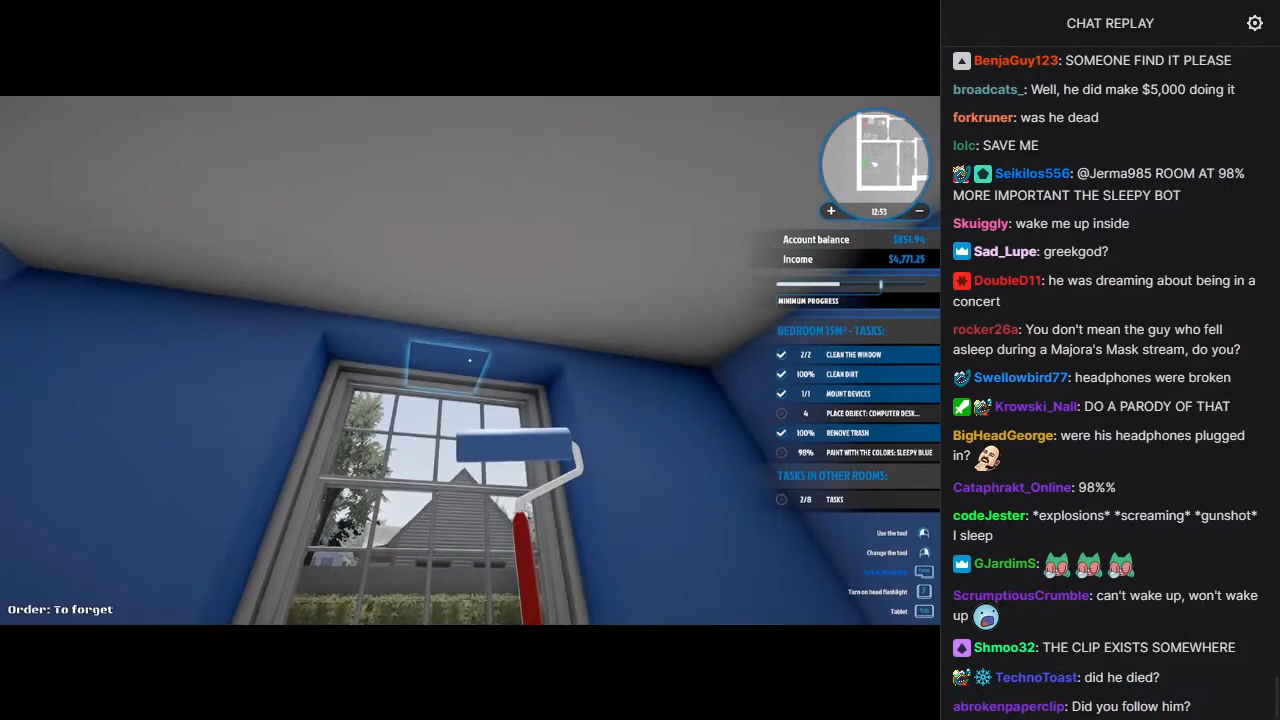 CHAT REPLAY
BenjaGuy123: SOMEONE FIND IT PLEASE
broadcats_: Well, he did make $5,000 doing it
forkruner: was he dead
lolc: SAVE ME
Seikilos556: @Jerma985 ROOM AT 98%
MORE IMPORTANT THE SLEEPY BOT
Skuiggly: wake me up inside
Sad_Lupe: greekgod?
DoubleD11: he was dreaming about being in a
concert
rocker26a: You don't mean the guy who fell
asleep during a Majora's Mask stream, do you?
Swellowbird77: headphones were broken
Krowski_Nall: DO A PARODY OF THAT
BigHeadGeorge: were his headphones plugged
in?
Cataphrakt_Online: 98%%
codeJester: *explosions* *screaming* *gunshot*
I sleep
GJardimS:
ScrumptiousCrumble: can't wake up, won't wake
up
Shmoo32: THE CLIP EXISTS SOMEWHERE
TechnoToast: did he died?
abrokenpaperclip: Did you follow him?
+ 12:53 −
Account balance $851.94
Income $4,771.25
MINIMUM PROGRESS
BEDROOM 15M² - TASKS:
2/2 CLEAN THE WINDOW
100% CLEAN DIRT
1/1 MOUNT DEVICES
4 PLACE OBJECT: COMPUTER DESK...
100% REMOVE TRASH
98% PAINT WITH THE COLORS: SLEEPY BLUE
TASKS IN OTHER ROOMS:
2/8 TASKS
Use the tool
Change the tool
Turn on head flashlight F
Tablet Tab
Order: To forget